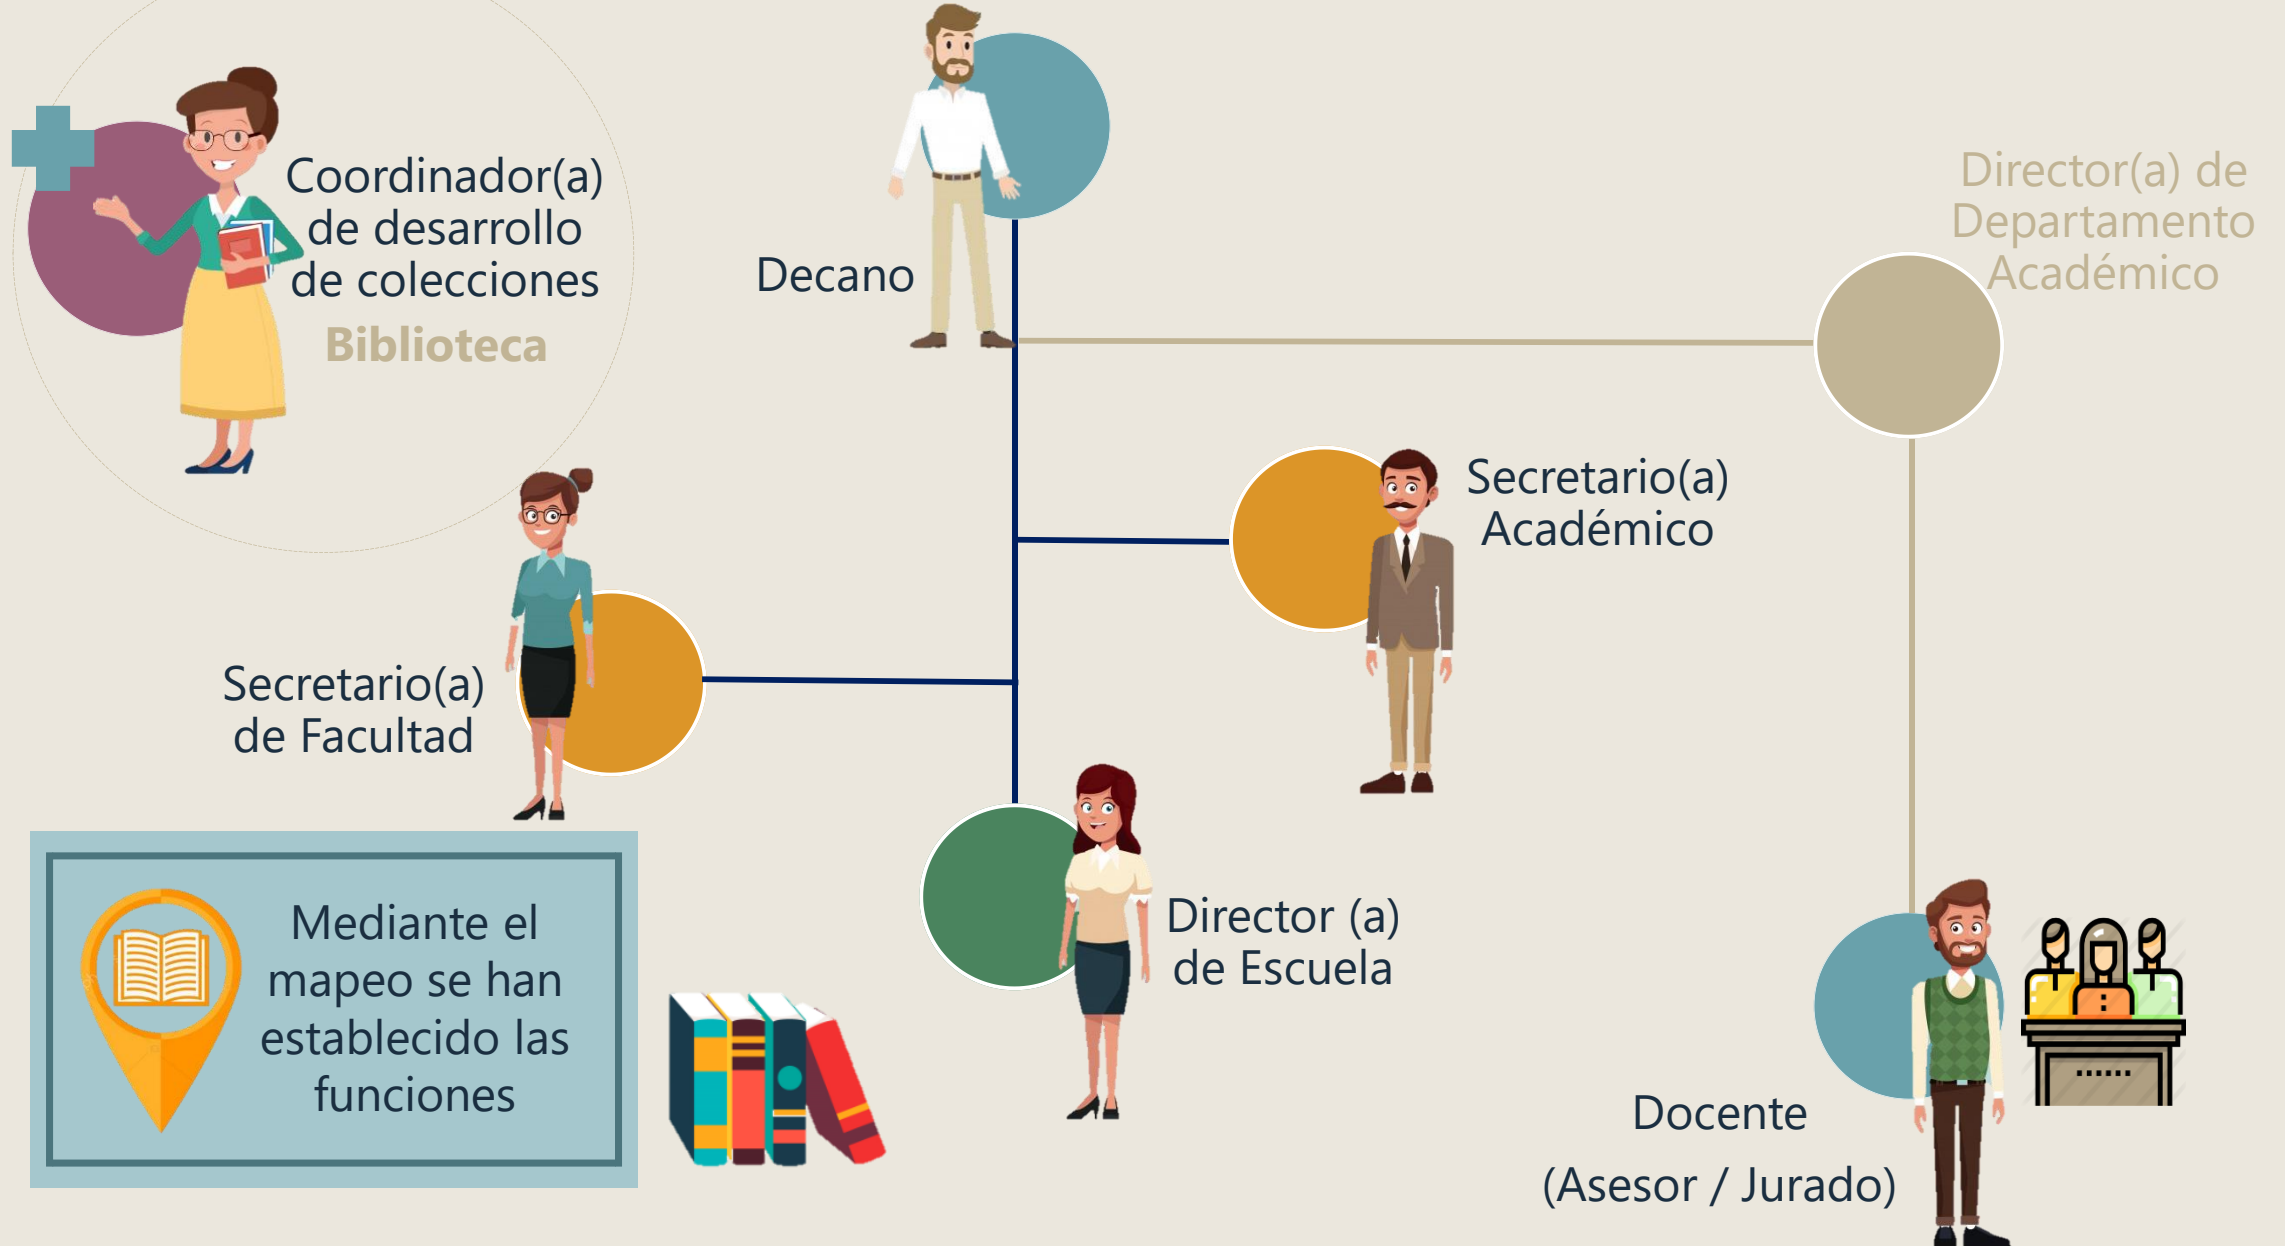 Coordinador(a)
de desarrollo
de colecciones
Biblioteca
Decano
Director(a) de
Departamento
Académico
Secretario(a)
Académico
Secretario(a)
de Facultad
Director (a)
de Escuela
Mediante el
mapeo se han
establecido las
funciones
Docente
(Asesor / Jurado)